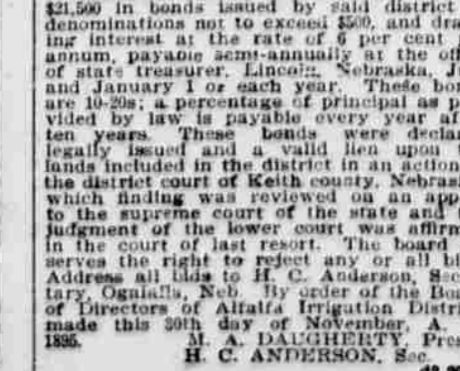 $21,500 in bonds issued by said district
denominations not to exceed $500, and dra
ing interest at the rate of 6 per cent
annum, payable semi-annually at the off
of state treasurer, Lincoln, Nebraska, J
and January 1 of each year. These bon
are 10-20s; a percentage of principal as p
vided by law is payable every year af
ten years. These bonds were declar
legally issued and a valid lien upon t
lands included in the district in an action
the district court of Keith county, Nebras
which finding was reviewed on an app
to the supreme court of the state and t
judgment of the lower court was affirm
in the court of last resort. The board
serves the right to reject any or all bi
Address all bids to H. C. Anderson, Sec
tary, Ogalalla, Neb. By order of the Boa
of Directors of Alfalfa Irrigation Distri
made this 30th day of November, A.
1895. M. A. DAUGHERTY, Pres
H. C. ANDERSON, Sec.